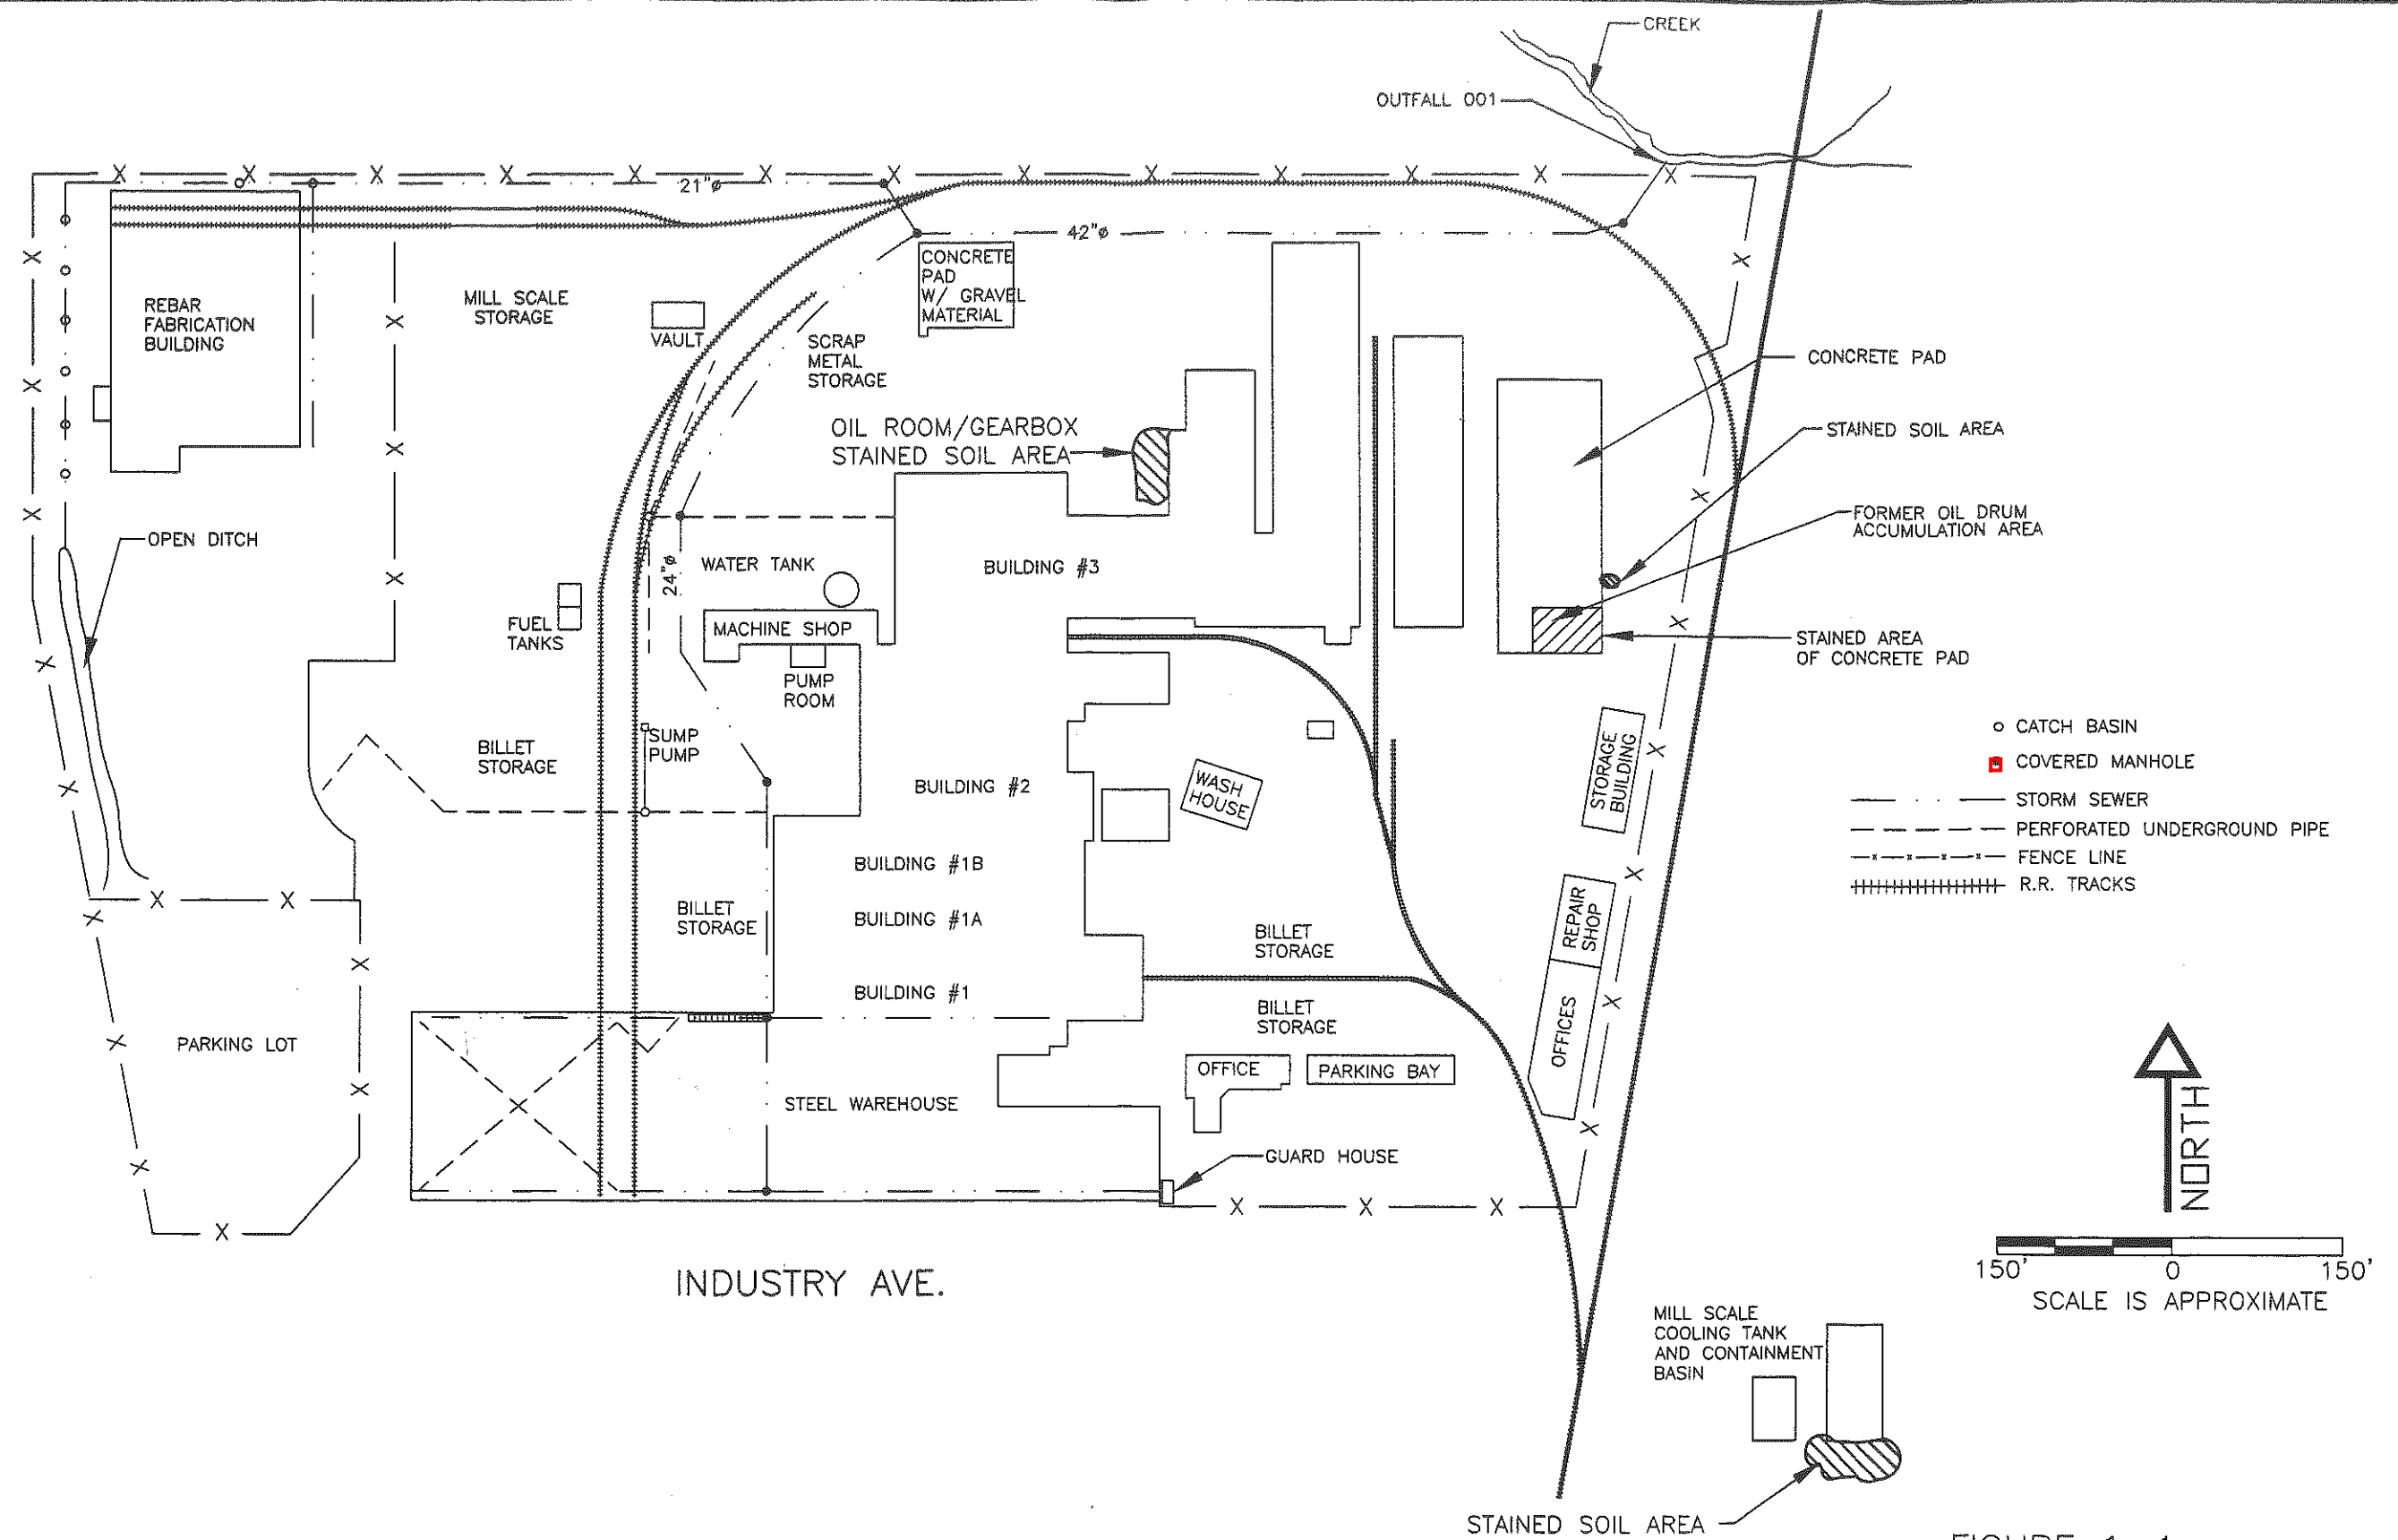 CREEK
OUTFALL 001
21"ø
42"ø
CONCRETE
PAD
W/ GRAVEL
MATERIAL
REBAR
FABRICATION
BUILDING
MILL SCALE
STORAGE
VAULT
SCRAP
METAL
STORAGE
CONCRETE PAD
OIL ROOM/GEARBOX
STAINED SOIL AREA
STAINED SOIL AREA
FORMER OIL DRUM
ACCUMULATION AREA
OPEN DITCH
WATER TANK
24"ø
BUILDING #3
FUEL
TANKS
MACHINE SHOP
STAINED AREA
OF CONCRETE PAD
PUMP
ROOM
SUMP
PUMP
BILLET
STORAGE
BUILDING #2
WASH
HOUSE
STORAGE
BUILDING
CATCH BASIN
COVERED MANHOLE
STORM SEWER
PERFORATED UNDERGROUND PIPE
FENCE LINE
R.R. TRACKS
BUILDING #1B
BUILDING #1A
BILLET
STORAGE
BILLET
STORAGE
REPAIR
SHOP
BUILDING #1
BILLET
STORAGE
OFFICES
PARKING LOT
OFFICE
PARKING BAY
STEEL WAREHOUSE
GUARD HOUSE
NORTH
INDUSTRY AVE.
150' 0 150'
SCALE IS APPROXIMATE
MILL SCALE
COOLING TANK
AND CONTAINMENT
BASIN
STAINED SOIL AREA